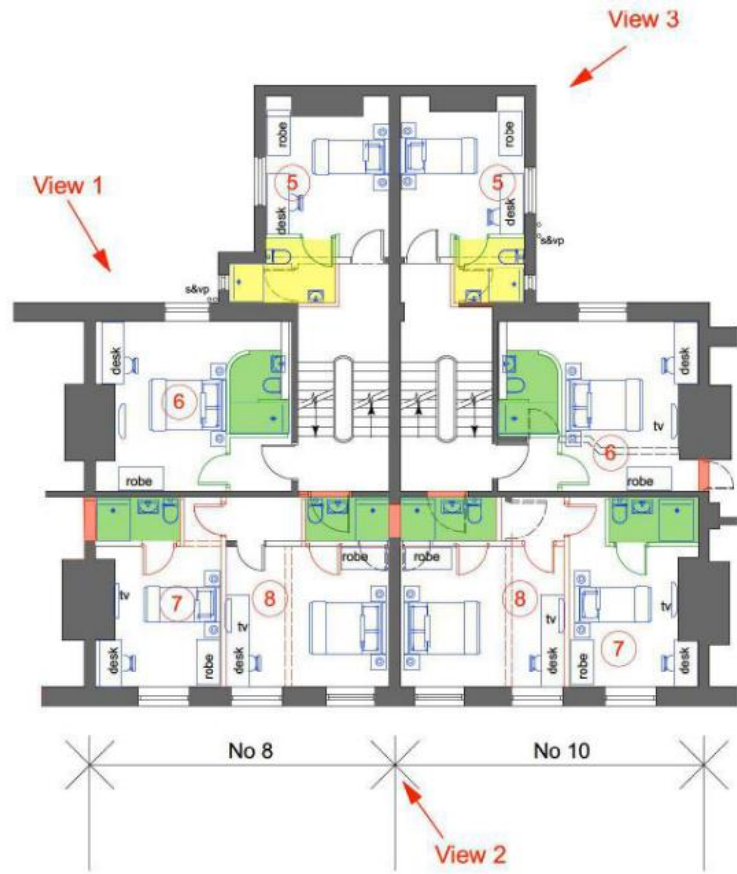 View 3
robe
robe
View 1
5
5
desk
desk
s&vp
s&vp
desk
desk
6
tv
6
robe
robe
robe
robe
tv
7
8
8
tv
tv
tv
7
desk
robe
desk
desk
robe
desk
No 8
No 10
View 2